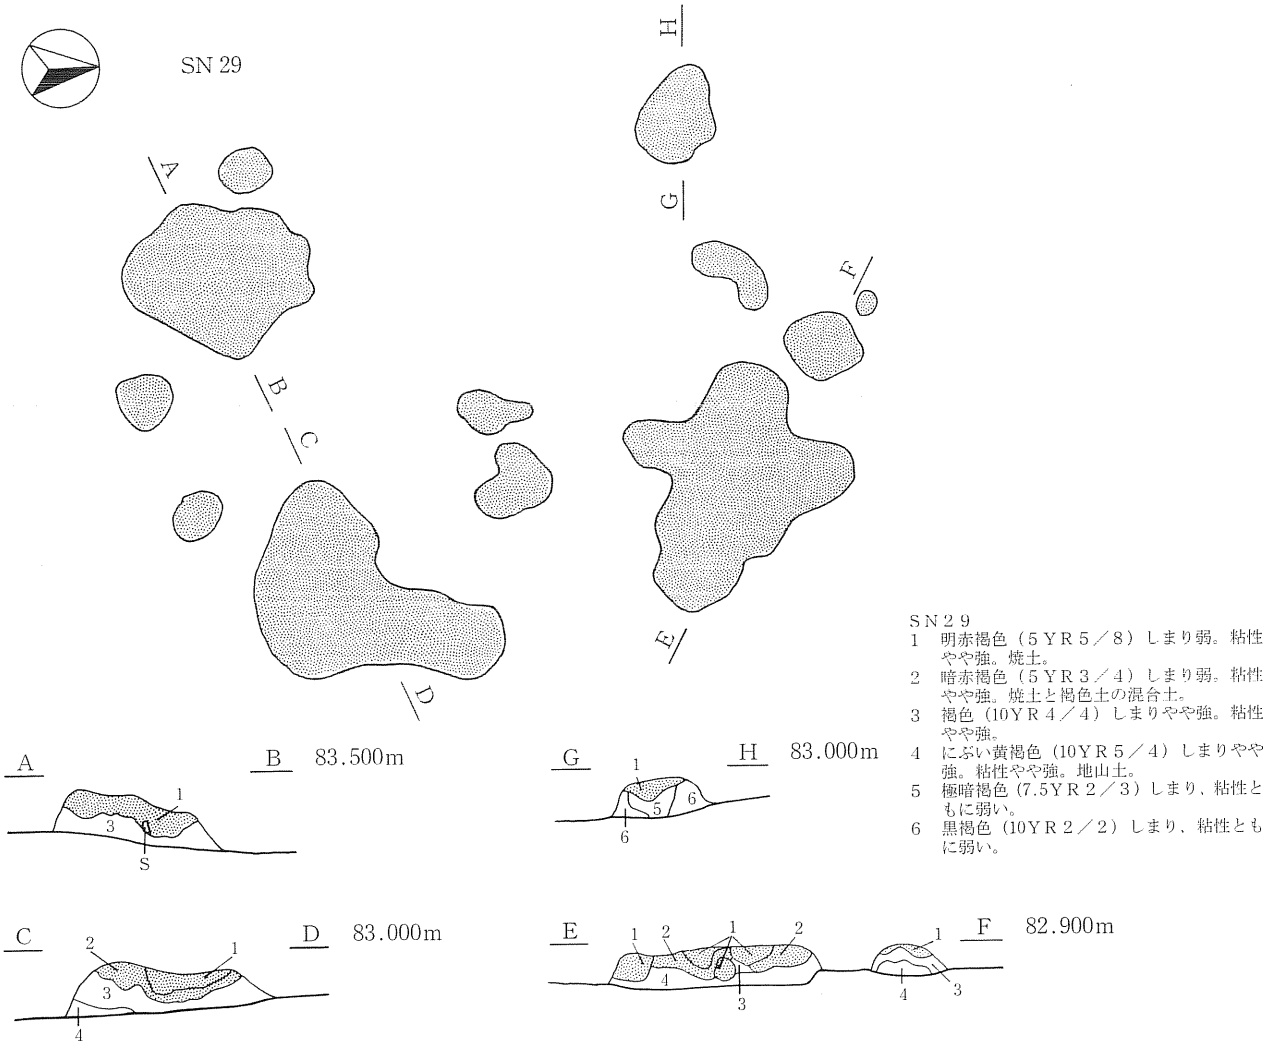 SN 29
H
G
A
F
B
C
E
D
SN29
1 明赤褐色（5YR5／8）しまり弱。粘性
やや強。焼土。
2 暗赤褐色（5YR3／4）しまり弱。粘性
やや強。焼土と褐色土の混合土。
3 褐色（10YR4／4）しまりやや強。粘性
やや強。
4 にぶい黄褐色（10YR5／4）しまりやや
強。粘性やや強。地山土。
5 極暗褐色（7.5YR2／3）しまり、粘性と
もに弱い。
6 黒褐色（10YR2／2）しまり、粘性とも
に弱い。
A B 83.500m
1
3
S
G H 83.000m
1
5 6
6
C D 83.000m
2 1
3
4
E F 82.900m
1 2 1 2 1
4
3 4 3